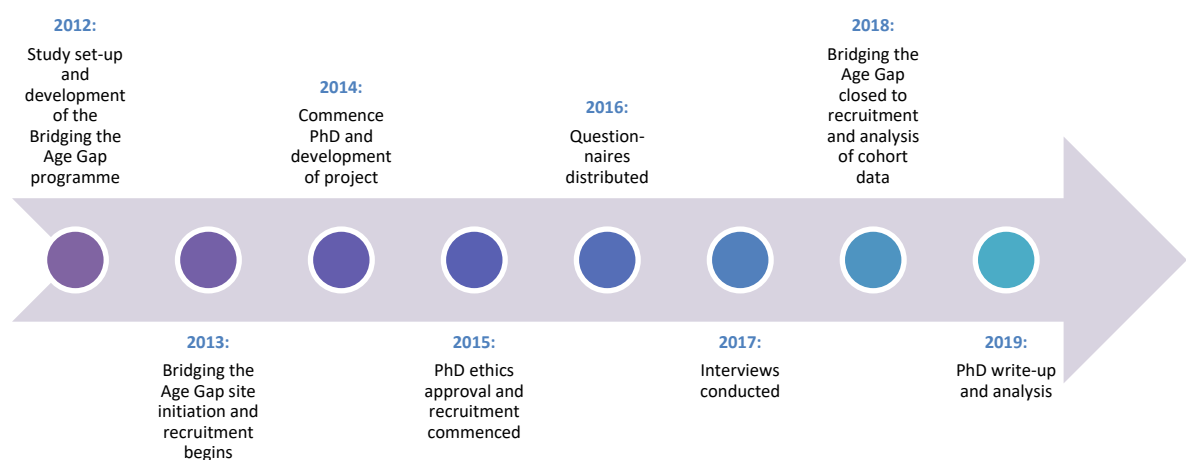 2012:
Study set-up
and
development
of the
Bridging the
Age Gap
programme
2013:
Bridging the
Age Gap site
initiation and
recruitment
begins
2014:
Commence
PhD and
development
of project
2015:
PhD ethics
approval and
recruitment
commenced
2016:
Question-
naires
distributed
2017:
Interviews
conducted
2018:
Bridging the
Age Gap
closed to
recruitment
and analysis
of cohort
data
2019:
PhD write-up
and analysis